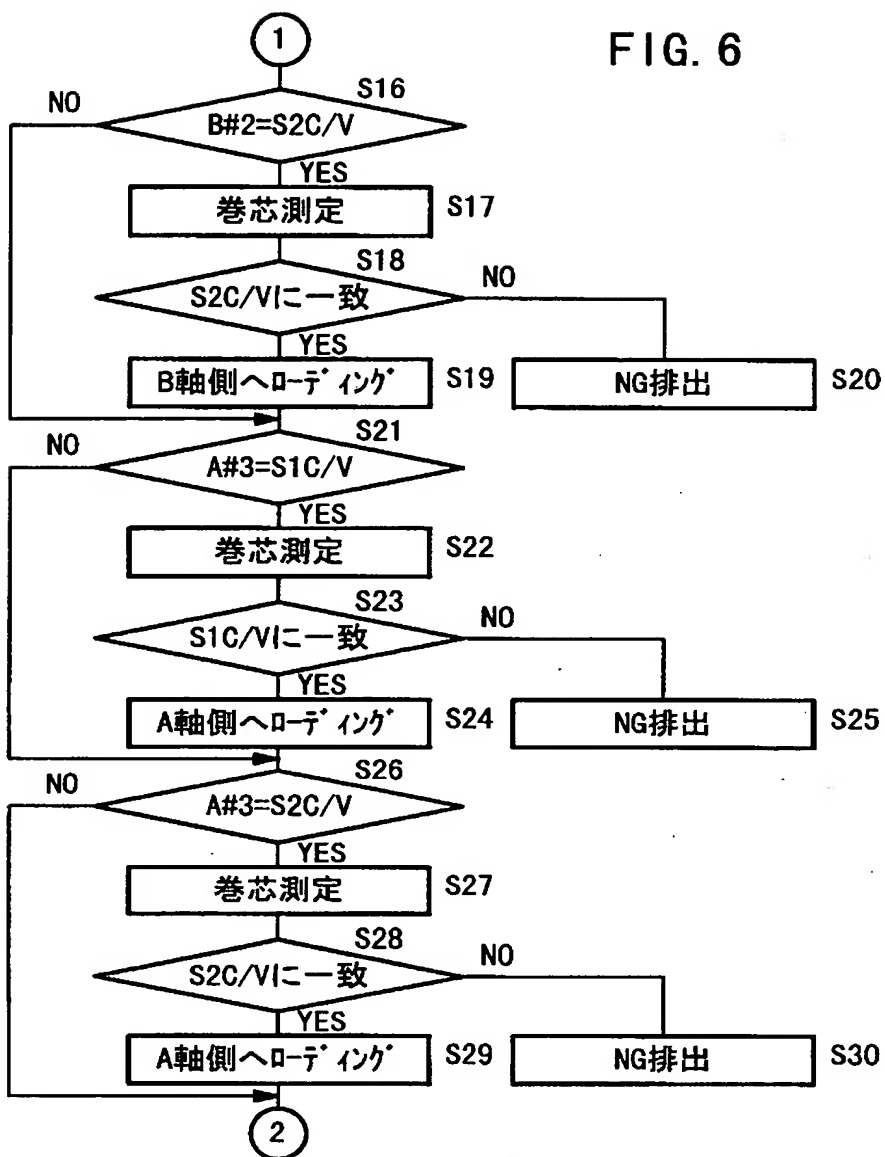 FIG. 6
1
S16
NO
B#2=S2C/V
YES
巻芯測定
S17
S18
NO
S2C/Vに一致
YES
B軸側へローディング
S19
NG排出
S20
S21
NO
A#3=S1C/V
YES
巻芯測定
S22
S23
NO
S1C/Vに一致
YES
A軸側へローディング
S24
NG排出
S25
S26
NO
A#3=S2C/V
YES
巻芯測定
S27
S28
NO
S2C/Vに一致
YES
A軸側へローディング
S29
NG排出
S30
2